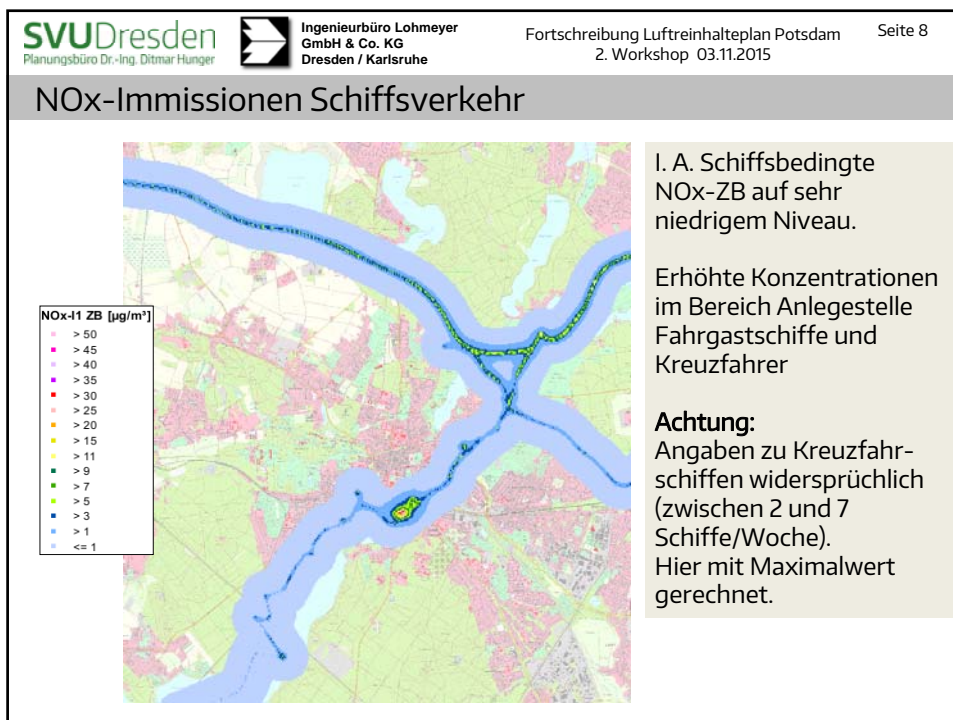 SVUDresden
Planungsbüro Dr.-Ing. Ditmar Hunger
Ingenieurbüro Lohmeyer
GmbH & Co. KG
Dresden / Karlsruhe
Fortschreibung Luftreinhalteplan Potsdam
2. Workshop 03.11.2015
Seite 8
NOx-Immissionen Schiffsverkehr
NOx-I1 ZB [µg/m³]
> 50
> 45
> 40
> 35
> 30
> 25
> 20
> 15
> 11
> 9
> 7
> 5
> 3
> 1
<= 1
I. A. Schiffsbedingte
NOx-ZB auf sehr
niedrigem Niveau.
Erhöhte Konzentrationen
im Bereich Anlegestelle
Fahrgastschiffe und
Kreuzfahrer
Achtung:
Angaben zu Kreuzfahr-
schiffen widersprüchlich
(zwischen 2 und 7
Schiffe/Woche).
Hier mit Maximalwert
gerechnet.